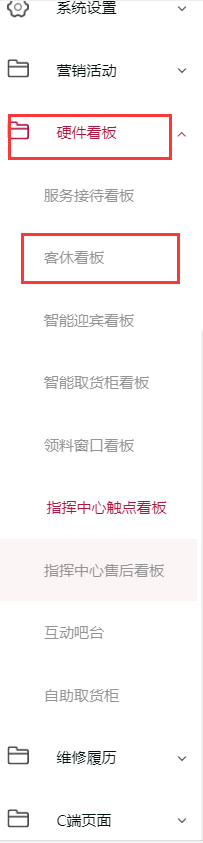 系统设置
营销活动
硬件看板
服务接待看板
客休看板
智能迎宾看板
智能取货柜看板
领料窗口看板
指挥中心触点看板
指挥中心售后看板
互动吧台
自助取货柜
维修履历
C端页面